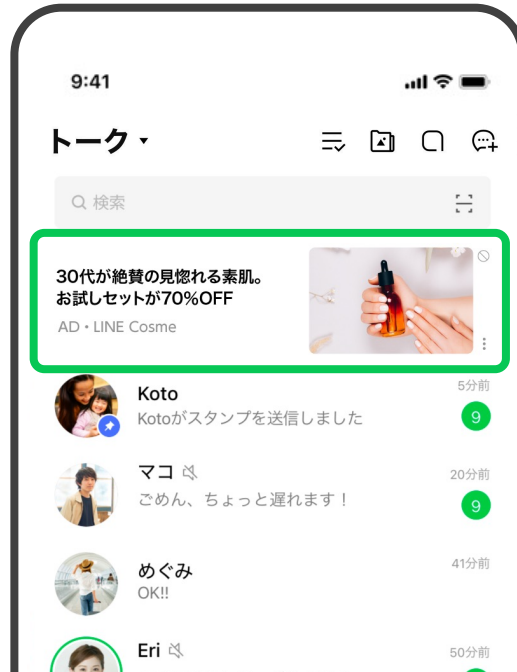 9:41
トーク
検索
30代が絶賛の見惚れる素肌。
お試しセットが70%OFF
AD・LINE Cosme
Koto
5分前
Kotoがスタンプを送信しました
9
マコ
20分前
ごめん、ちょっと遅れます！
9
めぐみ
41分前
OK!!
Eri
50分前